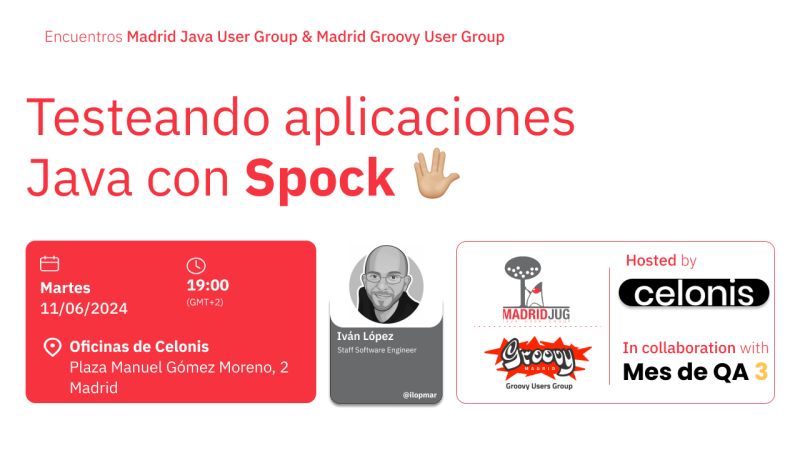 Encuentros Madrid Java User Group & Madrid Groovy User Group
Testeando aplicaciones
Java con Spock
Martes
11/06/2024
19:00
(GMT+2)
Oficinas de Celonis
Plaza Manuel Gómez Moreno, 2
Madrid
Iván López
Staff Software Engineer
@ilopmar
MADRIDJUG
Groovy
MADRID
Groovy Users Group
Hosted by
celonis
In collaboration with
Mes de QA 3